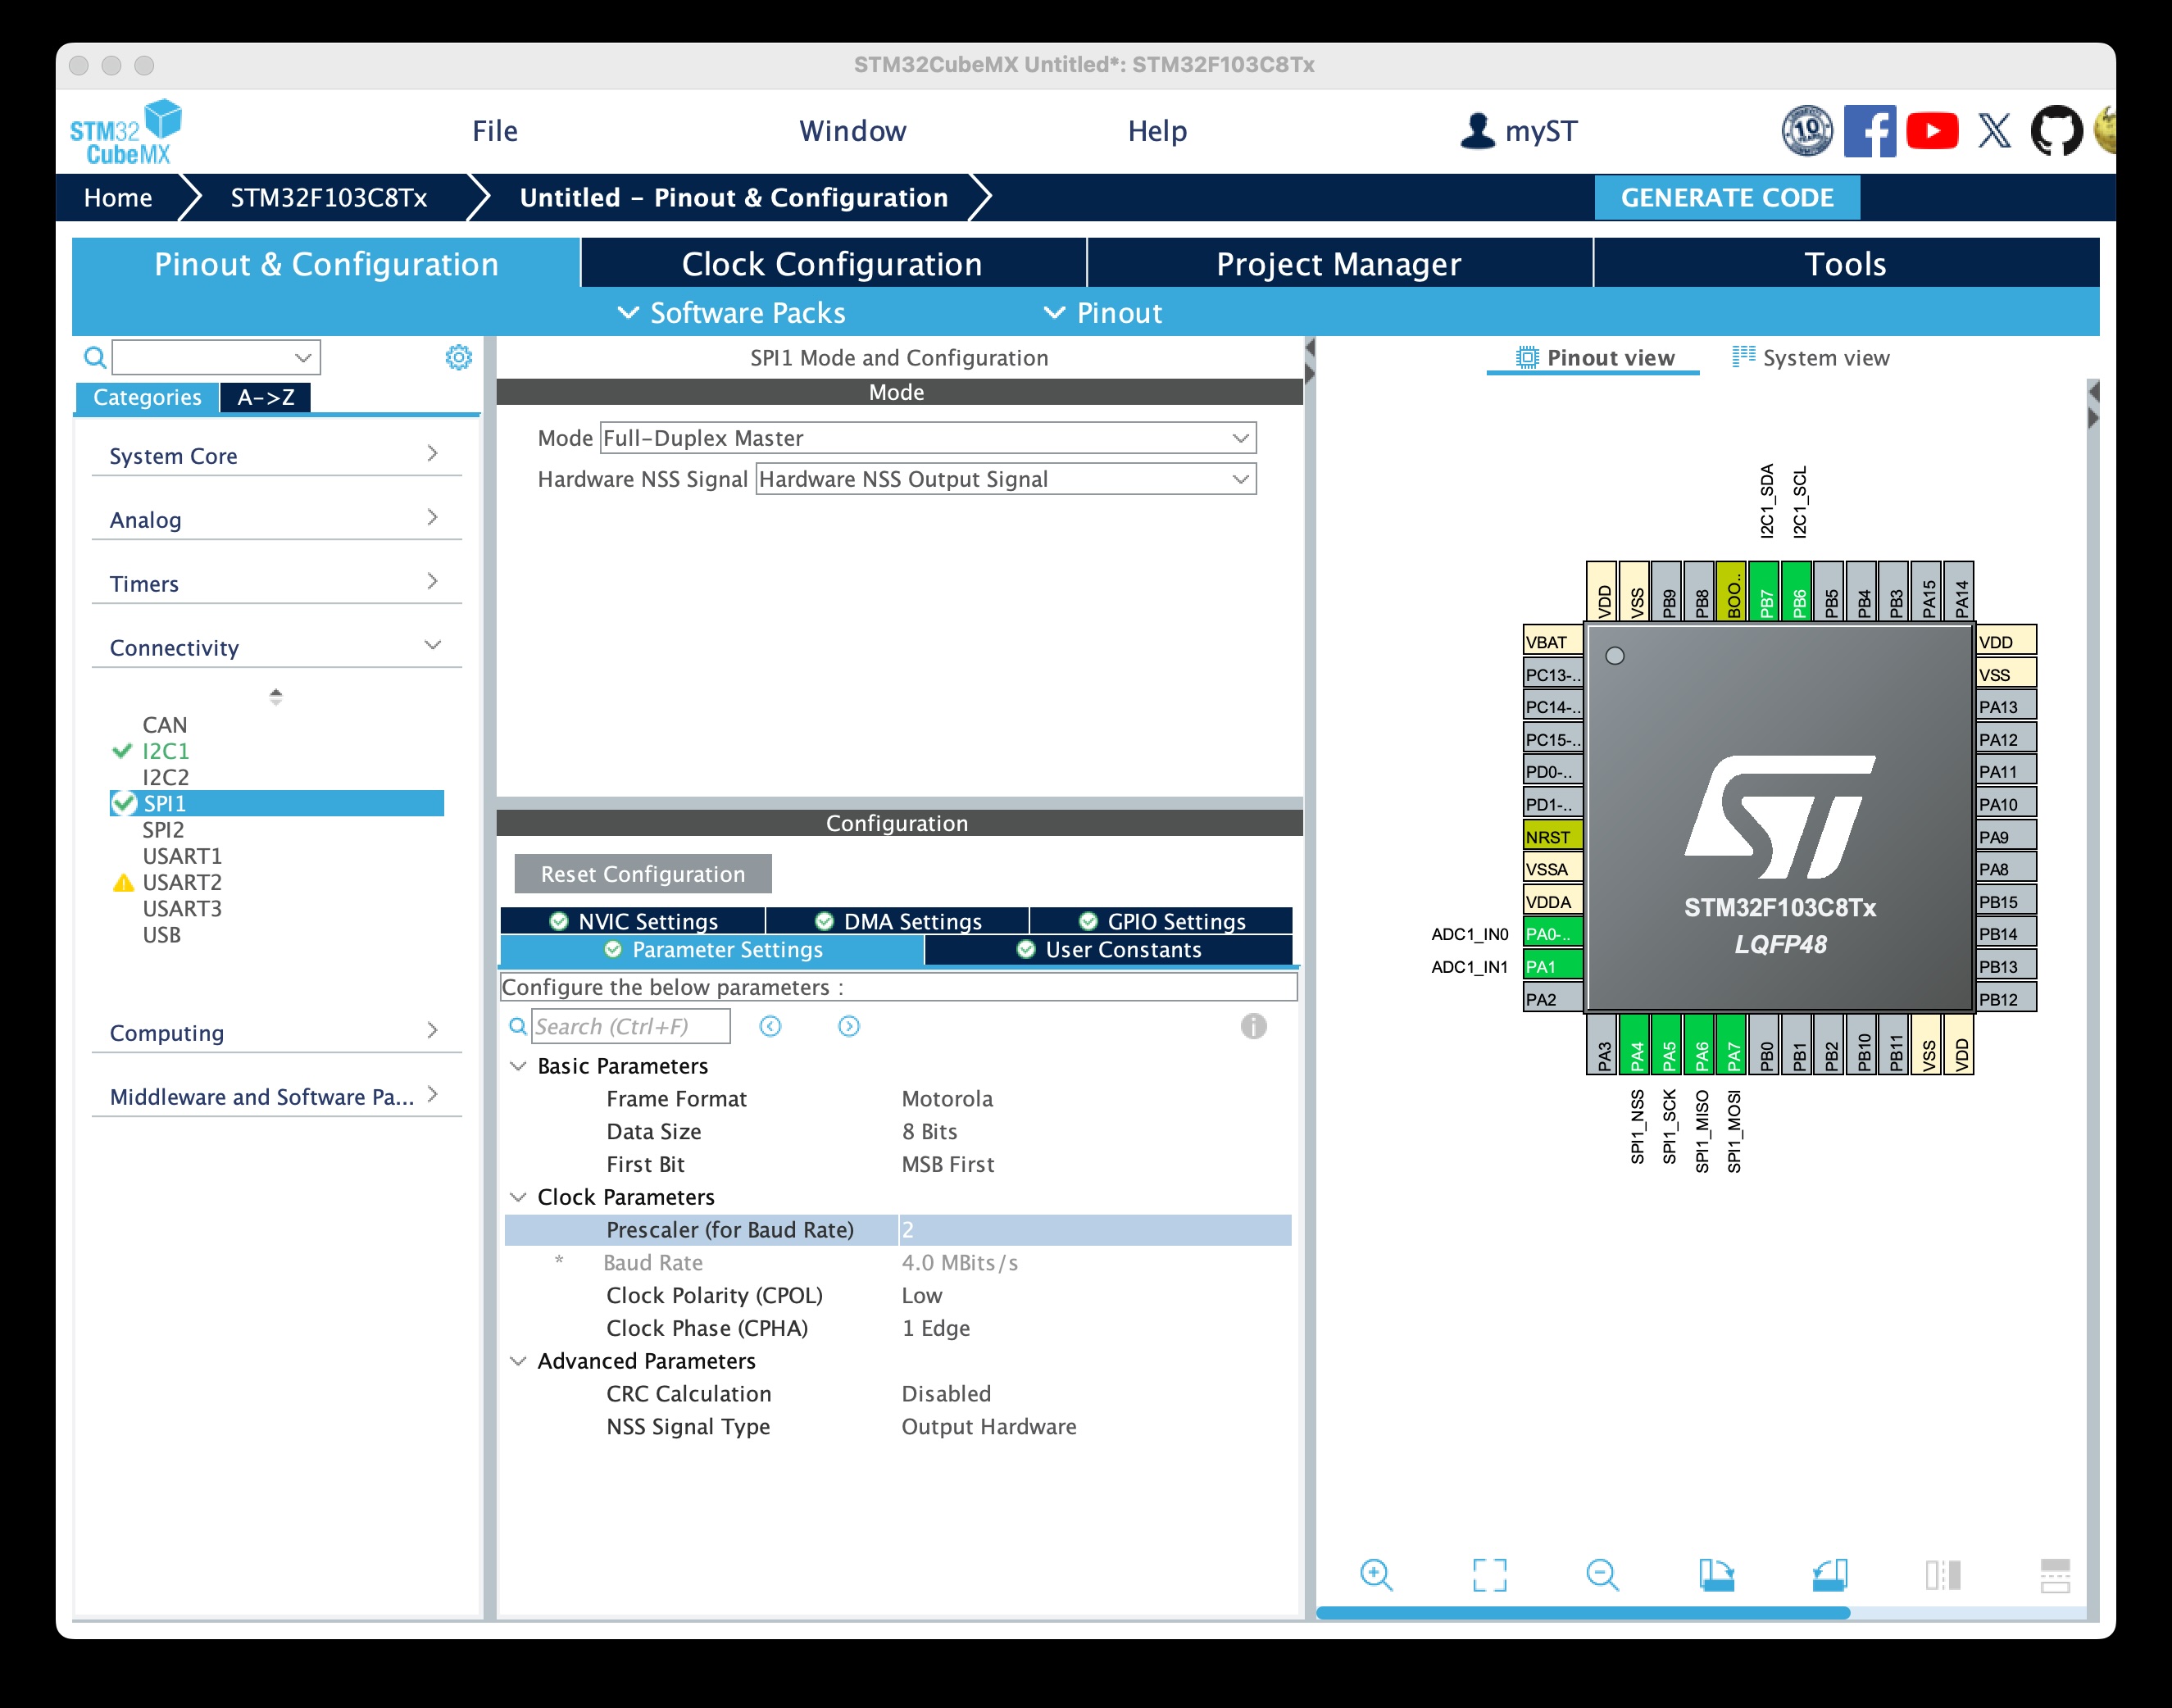 STM32CubeMX Untitled*: STM32F103C8Tx
STM32
CubeMX
File
Window
Help
myST
10
Home
STM32F103C8Tx
Untitled – Pinout & Configuration
GENERATE CODE
Pinout & Configuration
Clock Configuration
Project Manager
Tools
Software Packs
Pinout
Categories
A->Z
System Core
Analog
Timers
Connectivity
CAN
I2C1
I2C2
SPI1
SPI2
USART1
USART2
USART3
USB
Computing
Middleware and Software Pa...
SPI1 Mode and Configuration
Mode
Mode Full-Duplex Master
Hardware NSS Signal Hardware NSS Output Signal
Configuration
Reset Configuration
NVIC Settings
DMA Settings
GPIO Settings
Parameter Settings
User Constants
Configure the below parameters :
Search (Ctrl+F)
Basic Parameters
Frame Format Motorola
Data Size 8 Bits
First Bit MSB First
Clock Parameters
Prescaler (for Baud Rate) 2
* Baud Rate 4.0 MBits/s
Clock Polarity (CPOL) Low
Clock Phase (CPHA) 1 Edge
Advanced Parameters
CRC Calculation Disabled
NSS Signal Type Output Hardware
Pinout view
System view
I2C1_SDA
I2C1_SCL
VDD
VSS
PB9
PB8
BOO..
PB7
PB6
PB5
PB4
PB3
PA15
PA14
VBAT
PC13-..
PC14-..
PC15-..
PD0-..
PD1-..
NRST
VSSA
VDDA
ADC1_IN0 PA0-..
ADC1_IN1 PA1
PA2
ST
STM32F103C8Tx
LQFP48
VDD
VSS
PA13
PA12
PA11
PA10
PA9
PA8
PB15
PB14
PB13
PB12
PA3
PA4
PA5
PA6
PA7
PB0
PB1
PB2
PB10
PB11
VSS
VDD
SPI1_NSS
SPI1_SCK
SPI1_MISO
SPI1_MOSI